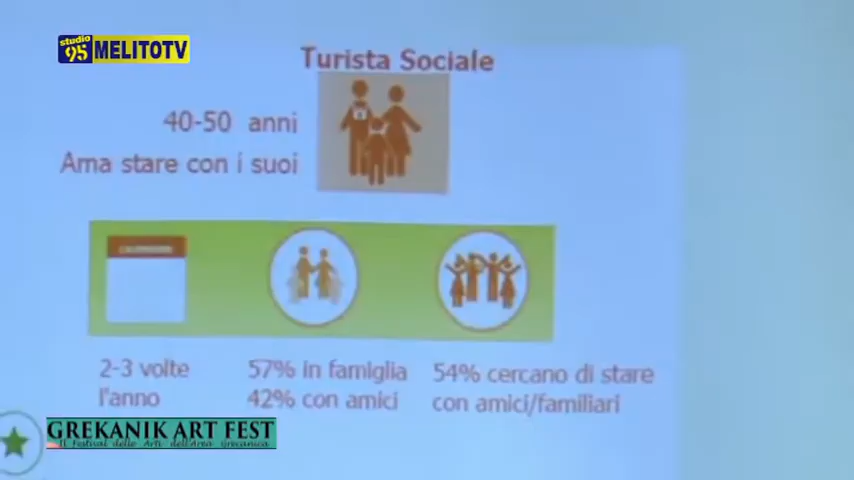 studio
95 MELITOTV
Turista Sociale
40-50 anni
Ama stare con i suoi
2-3 volte
l'anno
57% in famiglia
42% con amici
54% cercano di stare
con amici/familiari
GREKANIK ART FEST
Il Festival delle Arti dell'Area Grecanica